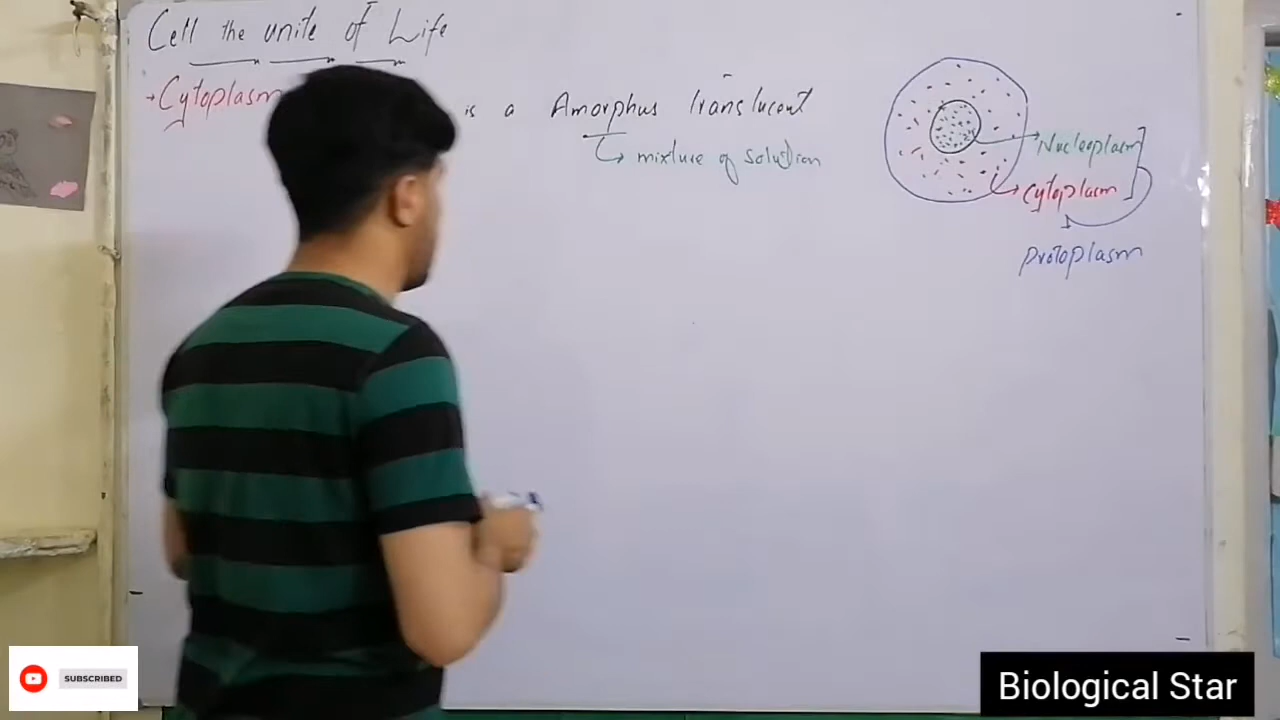 Cell the unite of Life
→ Cytoplasm is a Amorphus translucent
↳ mixture of solution
Nucleoplasm
Cytoplasm
protoplasm
SUBSCRIBED
Biological Star